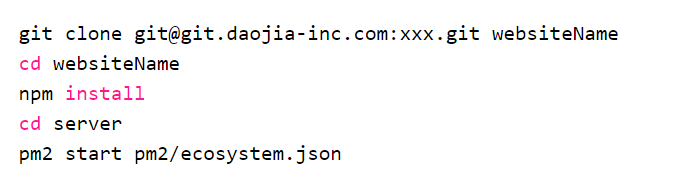 git clone git@git.daojia-inc.com:xxx.git websiteName
cd websiteName
npm install
cd server
pm2 start pm2/ecosystem.json